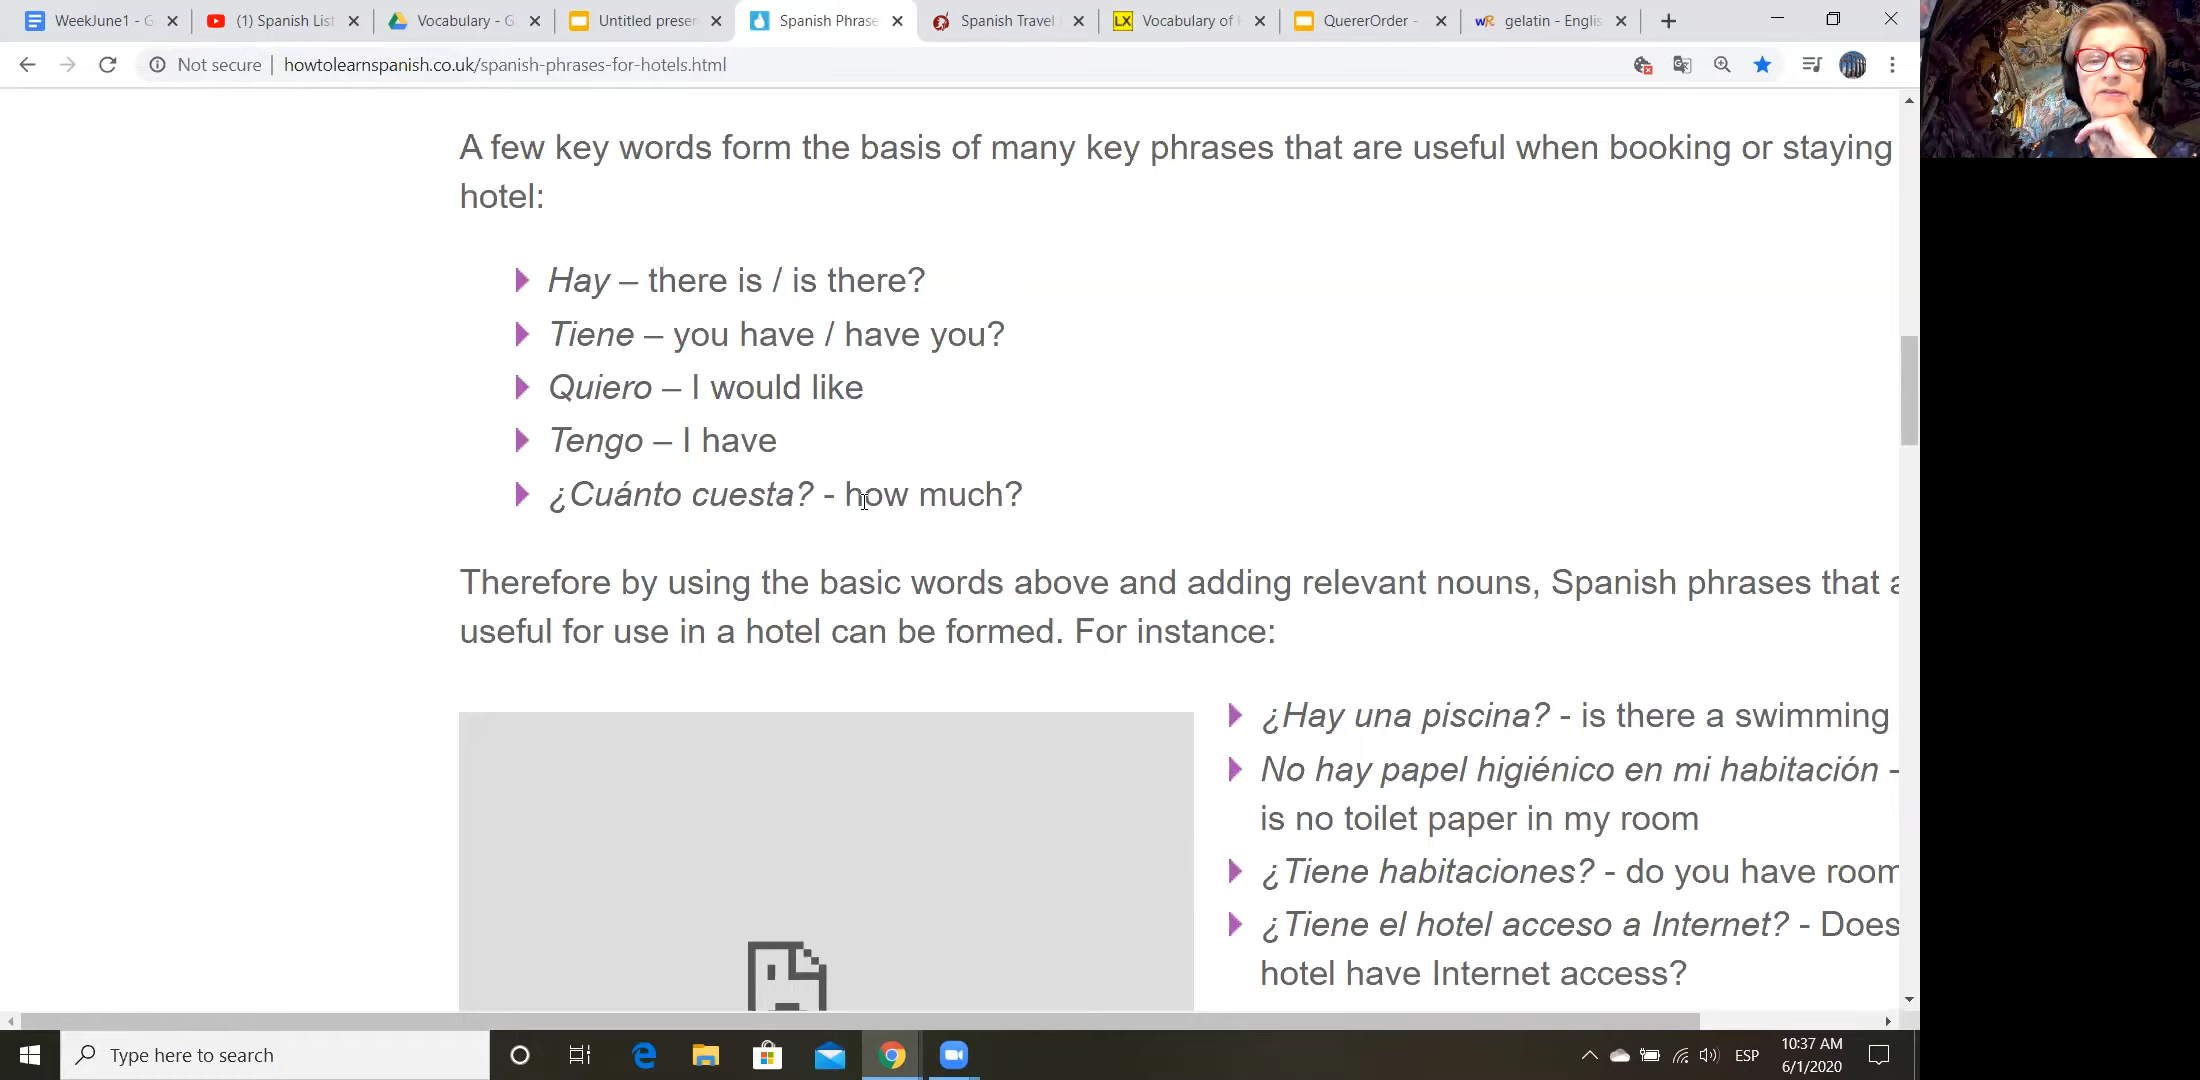 WeekJune1 - G
(1) Spanish List
Vocabulary - G
Untitled presen
Spanish Phrase
Spanish Travel
LX Vocabulary of
QuererOrder -
WR gelatin - Englis
Not secure | howtolearnspanish.co.uk/spanish-phrases-for-hotels.html
A few key words form the basis of many key phrases that are useful when booking or staying
hotel:
Hay – there is / is there?
Tiene – you have / have you?
Quiero – I would like
Tengo – I have
¿Cuánto cuesta? - how much?
Therefore by using the basic words above and adding relevant nouns, Spanish phrases that a
useful for use in a hotel can be formed. For instance:
¿Hay una piscina? - is there a swimming
No hay papel higiénico en mi habitación -
is no toilet paper in my room
¿Tiene habitaciones? - do you have room
¿Tiene el hotel acceso a Internet? - Does
hotel have Internet access?
Type here to search
ESP
10:37 AM
6/1/2020